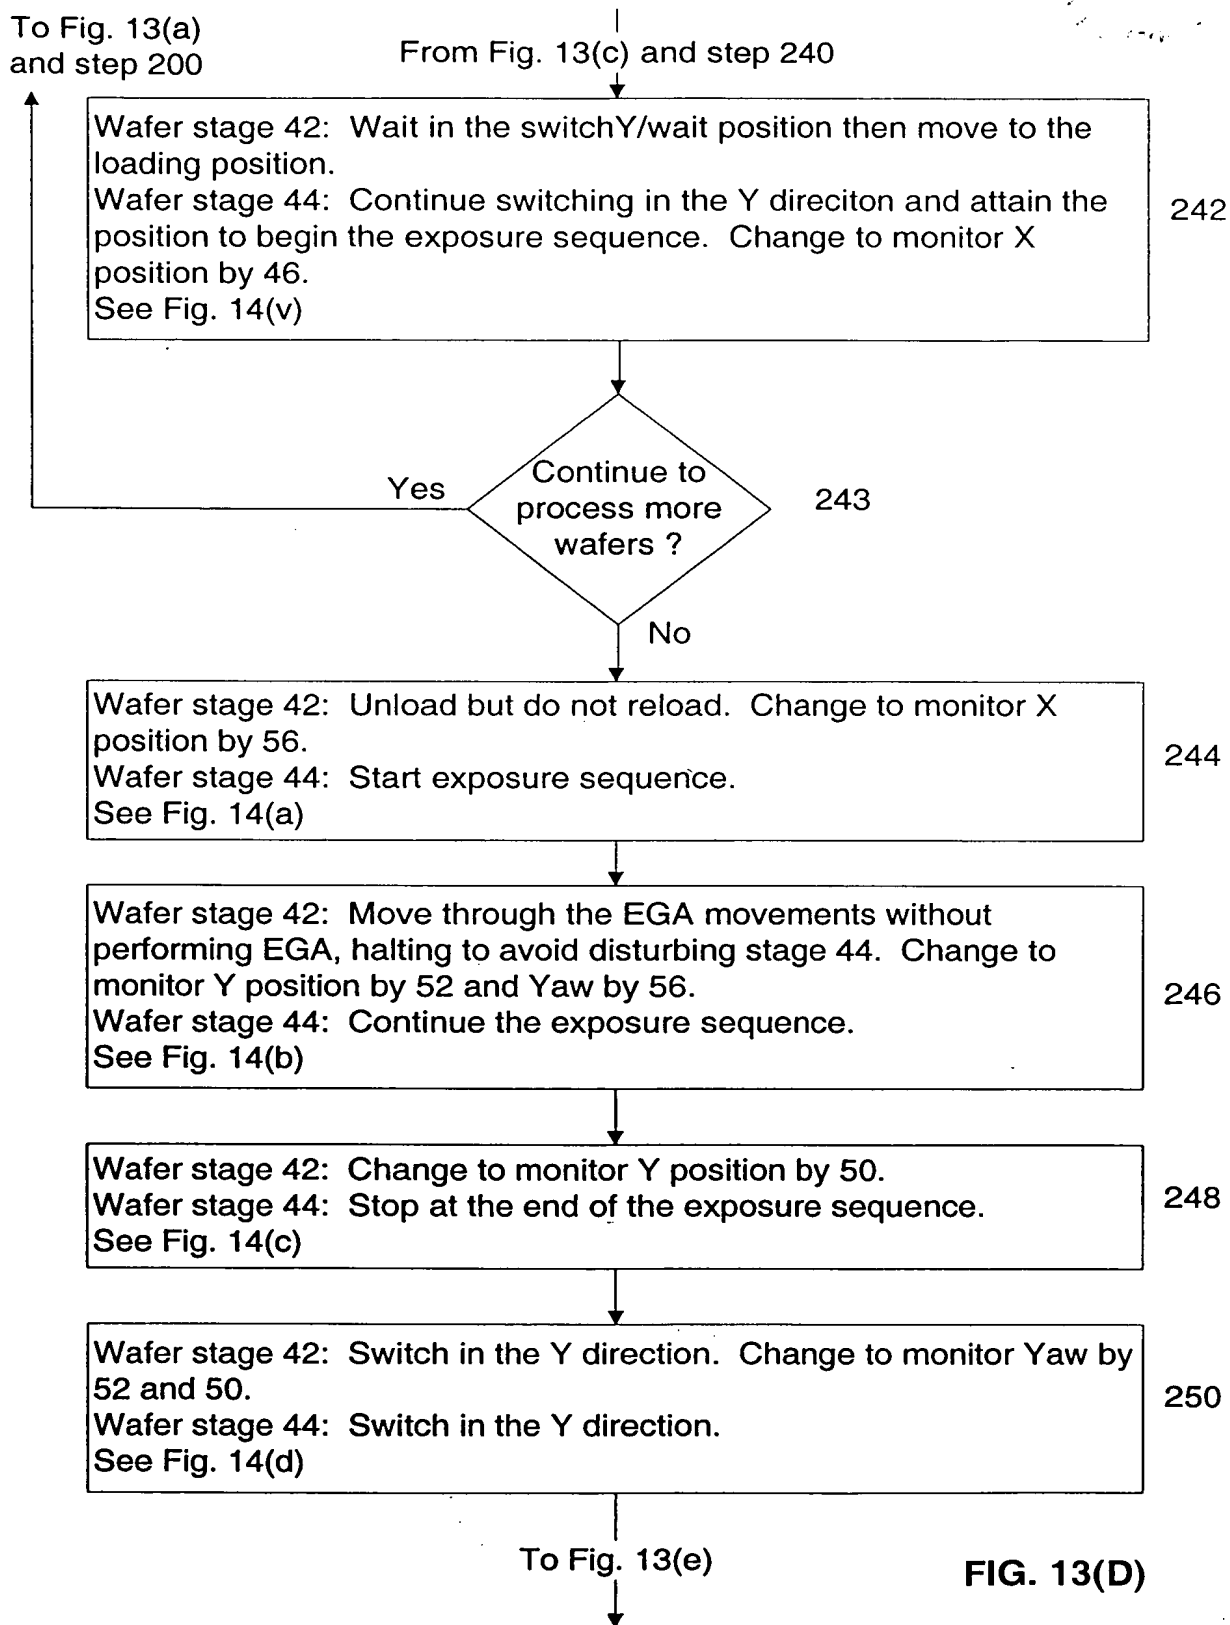 To Fig. 13(a)
and step 200
From Fig. 13(c) and step 240
Wafer stage 42: Wait in the switchY/wait position then move to the
loading position.
Wafer stage 44: Continue switching in the Y direciton and attain the
position to begin the exposure sequence. Change to monitor X
position by 46.
See Fig. 14(v)
242
Yes
Continue to
process more
wafers ?
243
No
Wafer stage 42: Unload but do not reload. Change to monitor X
position by 56.
Wafer stage 44: Start exposure sequence.
See Fig. 14(a)
244
Wafer stage 42: Move through the EGA movements without
performing EGA, halting to avoid disturbing stage 44. Change to
monitor Y position by 52 and Yaw by 56.
Wafer stage 44: Continue the exposure sequence.
See Fig. 14(b)
246
Wafer stage 42: Change to monitor Y position by 50.
Wafer stage 44: Stop at the end of the exposure sequence.
See Fig. 14(c)
248
Wafer stage 42: Switch in the Y direction. Change to monitor Yaw by
52 and 50.
Wafer stage 44: Switch in the Y direction.
See Fig. 14(d)
250
To Fig. 13(e)
FIG. 13(D)